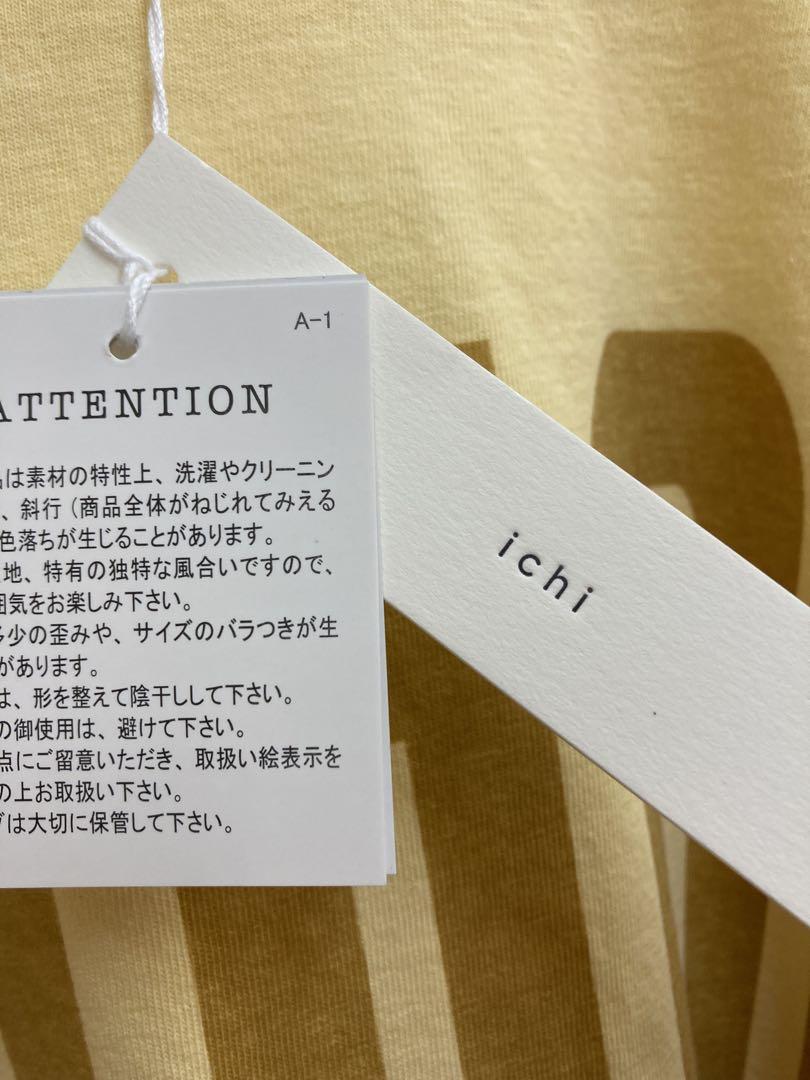 A-1
ATTENTION
品は素材の特性上、洗濯やクリーニン
、斜行（商品全体がねじれてみえる
色落ちが生じることがあります。
地、特有の独特な風合いですので、
囲気をお楽しみ下さい。
多少の歪みや、サイズのバラつきが生
があります。
は、形を整えて陰干しして下さい。
の御使用は、避けて下さい。
点にご留意いただき、取扱い絵表示を
の上お取扱い下さい。
グは大切に保管して下さい。
ichi